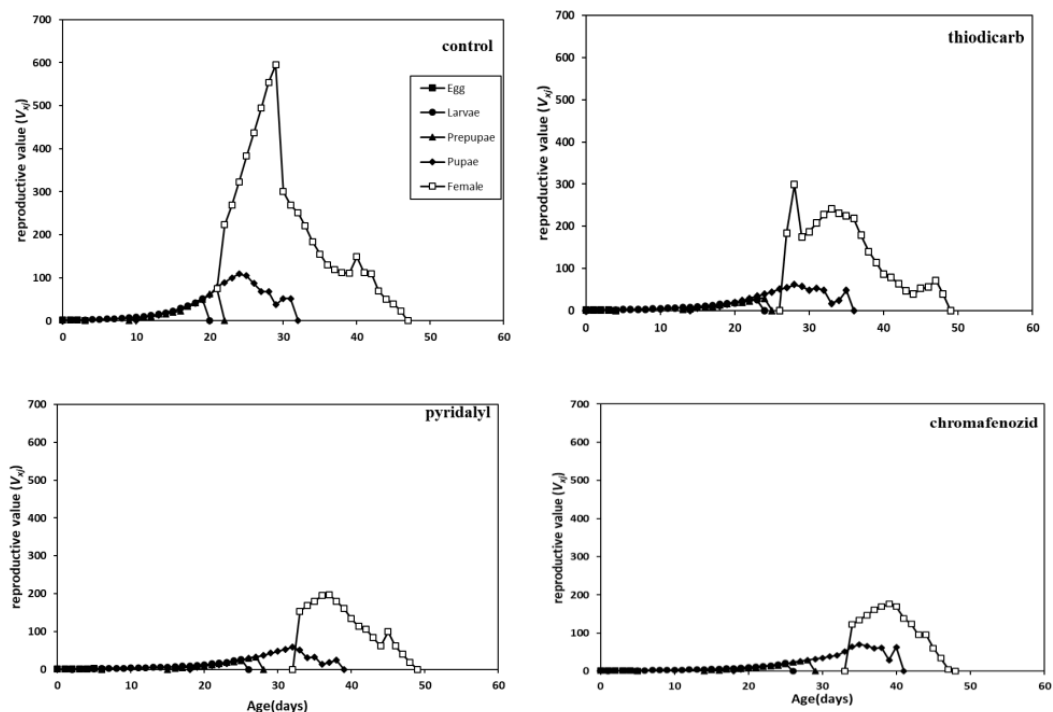 control
reproductive value (Vxj)
700
600
500
400
300
200
100
0
0 10 20 30 40 50 60
Egg
Larvae
Prepupae
Pupae
Female
thiodicarb
reproductive value (Vxj)
700
600
500
400
300
200
100
0
0 10 20 30 40 50 60
pyridalyl
reproductive value (Vxj)
700
600
500
400
300
200
100
0
0 10 20 30 40 50 60
Age(days)
chromafenozid
reproductive value (Vxj)
700
600
500
400
300
200
100
0
0 10 20 30 40 50 60
Age(days)